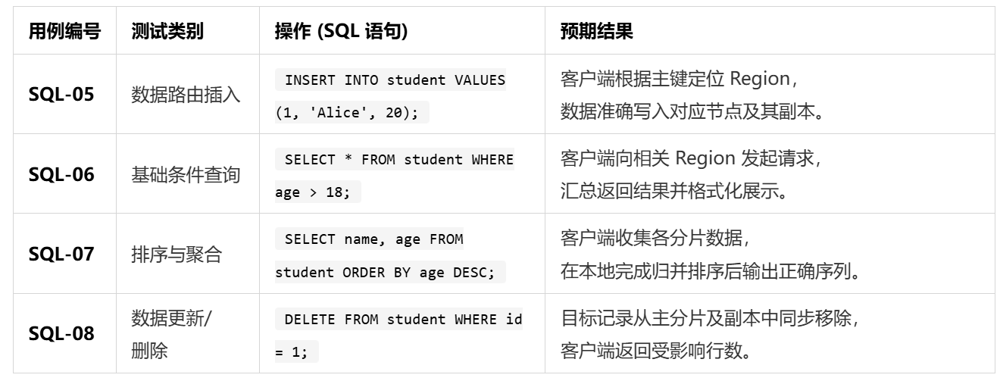 用例编号 测试类别 操作 (SQL 语句) 预期结果
SQL-05 数据路由插入 INSERT INTO student VALUES
(1, 'Alice', 20);
客户端根据主键定位 Region，
数据准确写入对应节点及其副本。
SQL-06 基础条件查询 SELECT * FROM student WHERE
age > 18;
客户端向相关 Region 发起请求，
汇总返回结果并格式化展示。
SQL-07 排序与聚合 SELECT name, age FROM
student ORDER BY age DESC;
客户端收集各分片数据，
在本地完成归并排序后输出正确序列。
SQL-08 数据更新/
删除
DELETE FROM student WHERE id
= 1;
目标记录从主分片及副本中同步移除，
客户端返回受影响行数。